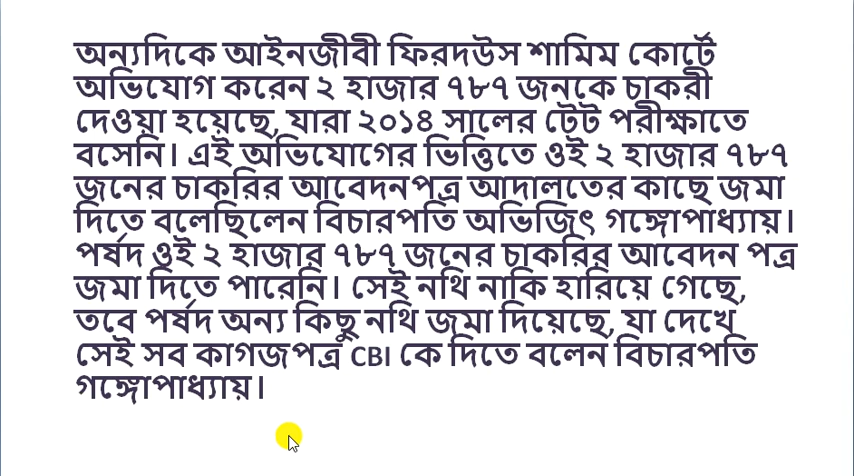 অন্যদিকে আইনজীবী ফিরদউস শামিম কোর্টে
অভিযোগ করেন ২ হাজার ৭৮৭ জনকে চাকরী
দেওয়া হয়েছে, যারা ২০১৪ সালের টেট পরীক্ষাতে
বসেনি। এই অভিযোগের ভিত্তিতে ওই ২ হাজার ৭৮৭
জনের চাকরির আবেদনপত্র আদালতের কাছে জমা
দিতে বলেছিলেন বিচারপতি অভিজিৎ গঙ্গোপাধ্যায়।
পর্ষদ ওই ২ হাজার ৭৮৭ জনের চাকরির আবেদন পত্র
জমা দিতে পারেনি। সেই নথি নাকি হারিয়ে গেছে,
তবে পর্ষদ অন্য কিছু নথি জমা দিয়েছে, যা দেখে
সেই সব কাগজপত্র CBI কে দিতে বলেন বিচারপতি
গঙ্গোপাধ্যায়।